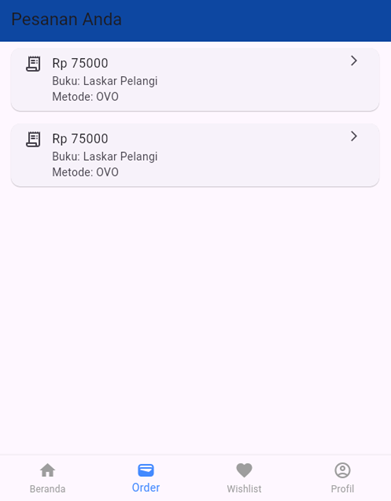 Pesanan Anda
Rp 75000
Buku: Laskar Pelangi
Metode: OVO
Rp 75000
Buku: Laskar Pelangi
Metode: OVO
Beranda
Order
Wishlist
Profil